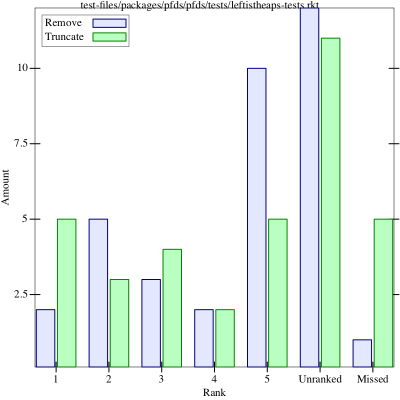 test-files/packages/pfds/pfds/tests/leftistheaps-tests.rkt
Remove
Truncate
10
7.5
5
2.5
Amount
1 2 3 4 5 Unranked Missed
Rank